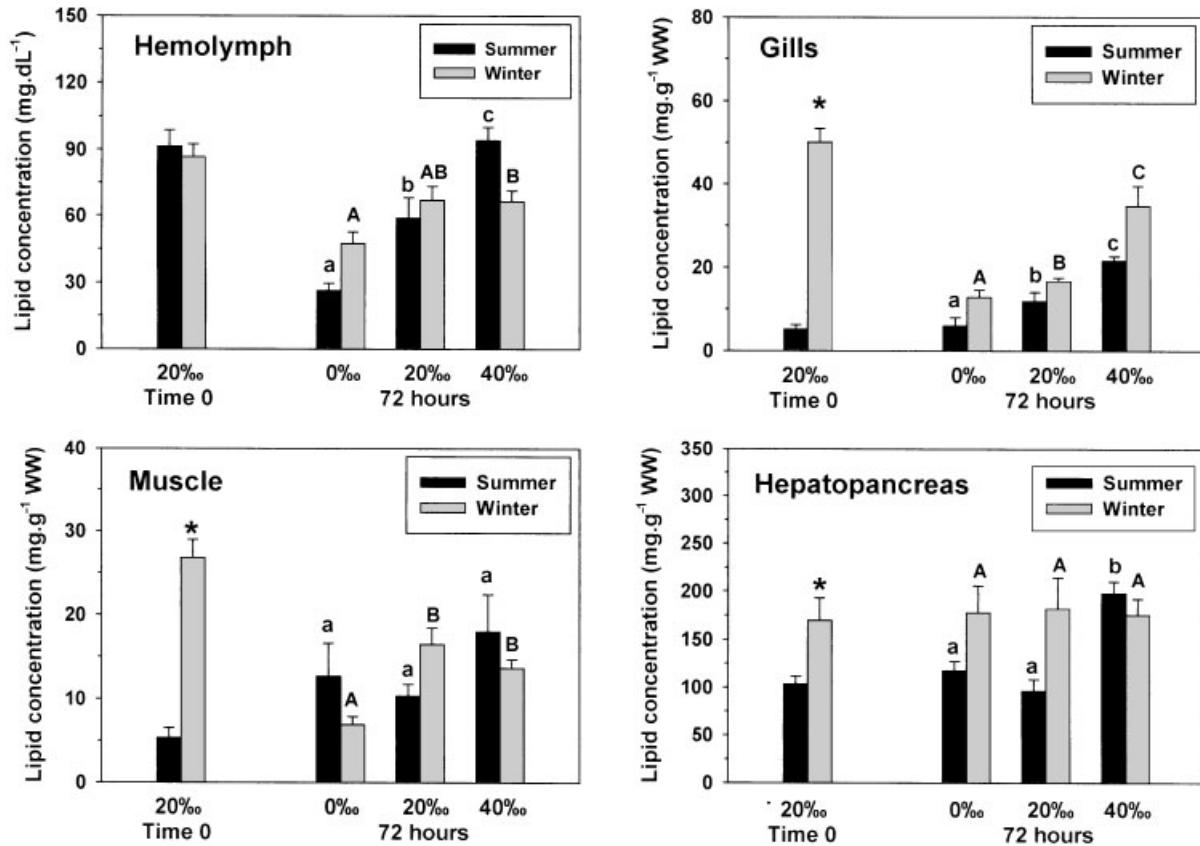 Hemolymph
Summer
Winter
Lipid concentration (mg.dL⁻¹)
150
120
90
60
30
0
a
A
b
AB
c
B
20‰
0‰
20‰
40‰
Time 0
72 hours
Gills
Summer
Winter
Lipid concentration (mg.g⁻¹ WW)
80
60
40
20
0
*
a
A
b
B
c
C
20‰
0‰
20‰
40‰
Time 0
72 hours
Muscle
Summer
Winter
Lipid concentration (mg.g⁻¹ WW)
40
30
20
10
0
*
a
A
a
B
a
B
20‰
0‰
20‰
40‰
Time 0
72 hours
Hepatopancreas
Summer
Winter
Lipid concentration (mg.g⁻¹ WW)
350
300
250
200
150
100
50
0
*
a
A
a
A
b
A
20‰
0‰
20‰
40‰
Time 0
72 hours